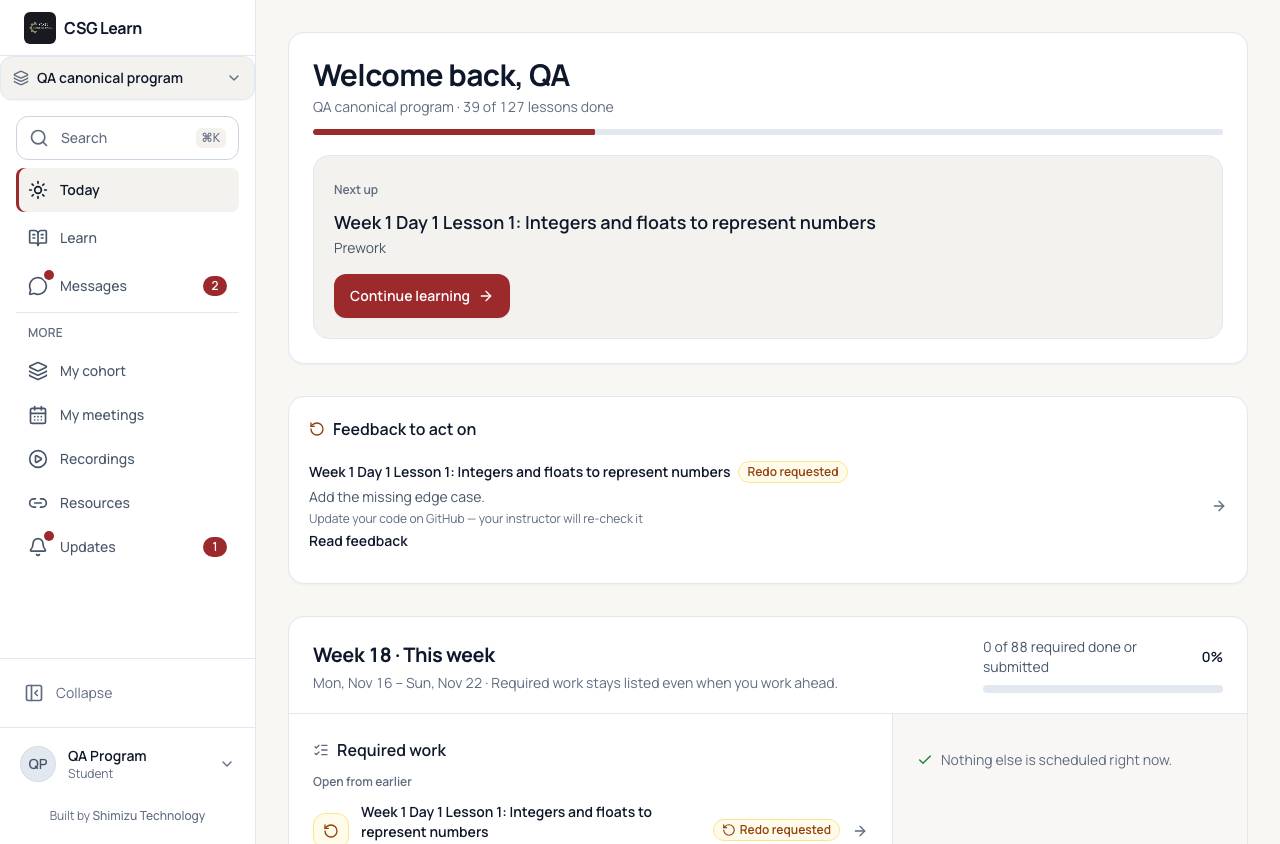 CSG Learn
QA canonical program
Search
⌘K
Today
Learn
Messages
2
MORE
My cohort
My meetings
Recordings
Resources
Updates
1
Collapse
QP
QA Program
Student
Built by Shimizu Technology
Welcome back, QA
QA canonical program · 39 of 127 lessons done
Next up
Week 1 Day 1 Lesson 1: Integers and floats to represent numbers
Prework
Continue learning
Feedback to act on
Week 1 Day 1 Lesson 1: Integers and floats to represent numbers
Redo requested
Add the missing edge case.
Update your code on GitHub — your instructor will re-check it
Read feedback
Week 18 · This week
Mon, Nov 16 – Sun, Nov 22 · Required work stays listed even when you work ahead.
0 of 88 required done or
submitted
0%
Required work
Open from earlier
Week 1 Day 1 Lesson 1: Integers and floats to
represent numbers
Redo requested
Nothing else is scheduled right now.